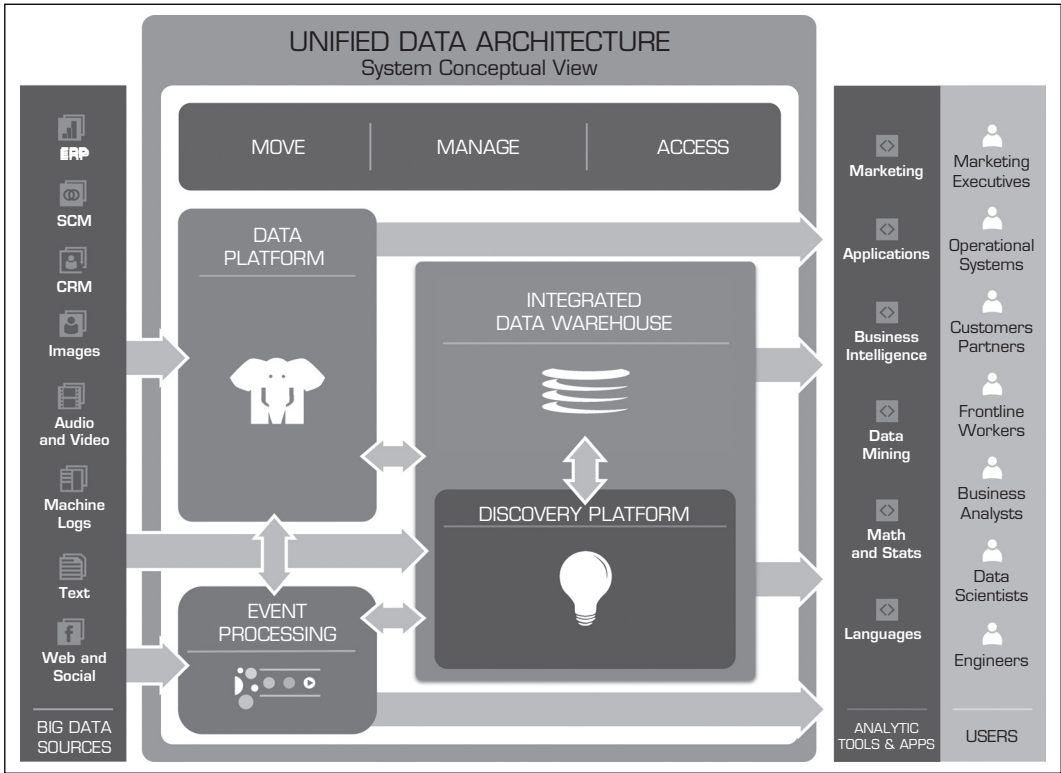 UNIFIED DATA ARCHITECTURE
System Conceptual View
ERP
SCM
CRM
Images
Audio
and Video
Machine
Logs
Text
Web and
Social
BIG DATA
SOURCES
MOVE
MANAGE
ACCESS
DATA
PLATFORM
INTEGRATED
DATA WAREHOUSE
DISCOVERY PLATFORM
EVENT
PROCESSING
Marketing
Applications
Business
Intelligence
Data
Mining
Math
and Stats
Languages
ANALYTIC
TOOLS & APPS
Marketing
Executives
Operational
Systems
Customers
Partners
Frontline
Workers
Business
Analysts
Data
Scientists
Engineers
USERS